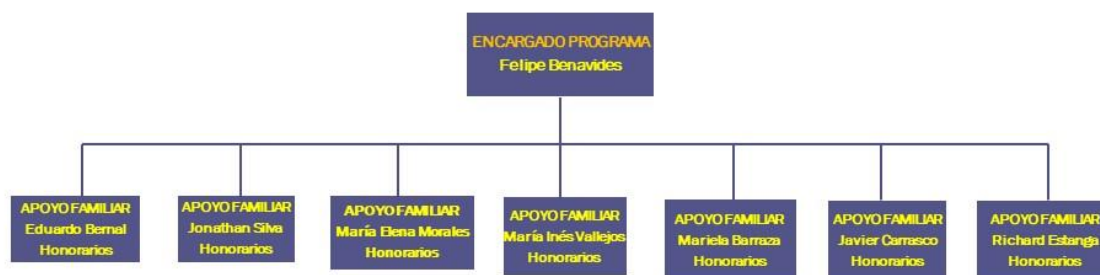 ENCARGADO PROGRAMA
Felipe Benavides
APOYO FAMILIAR
Eduardo Bernal
Honorarios
APOYO FAMILIAR
Jonathan Silva
Honorarios
APOYO FAMILIAR
María Elena Morales
Honorarios
APOYO FAMILIAR
María Inés Vallejos
Honorarios
APOYO FAMILIAR
Mariela Barraza
Honorarios
APOYO FAMILIAR
Javier Carrasco
Honorarios
APOYO FAMILIAR
Richard Estanga
Honorarios